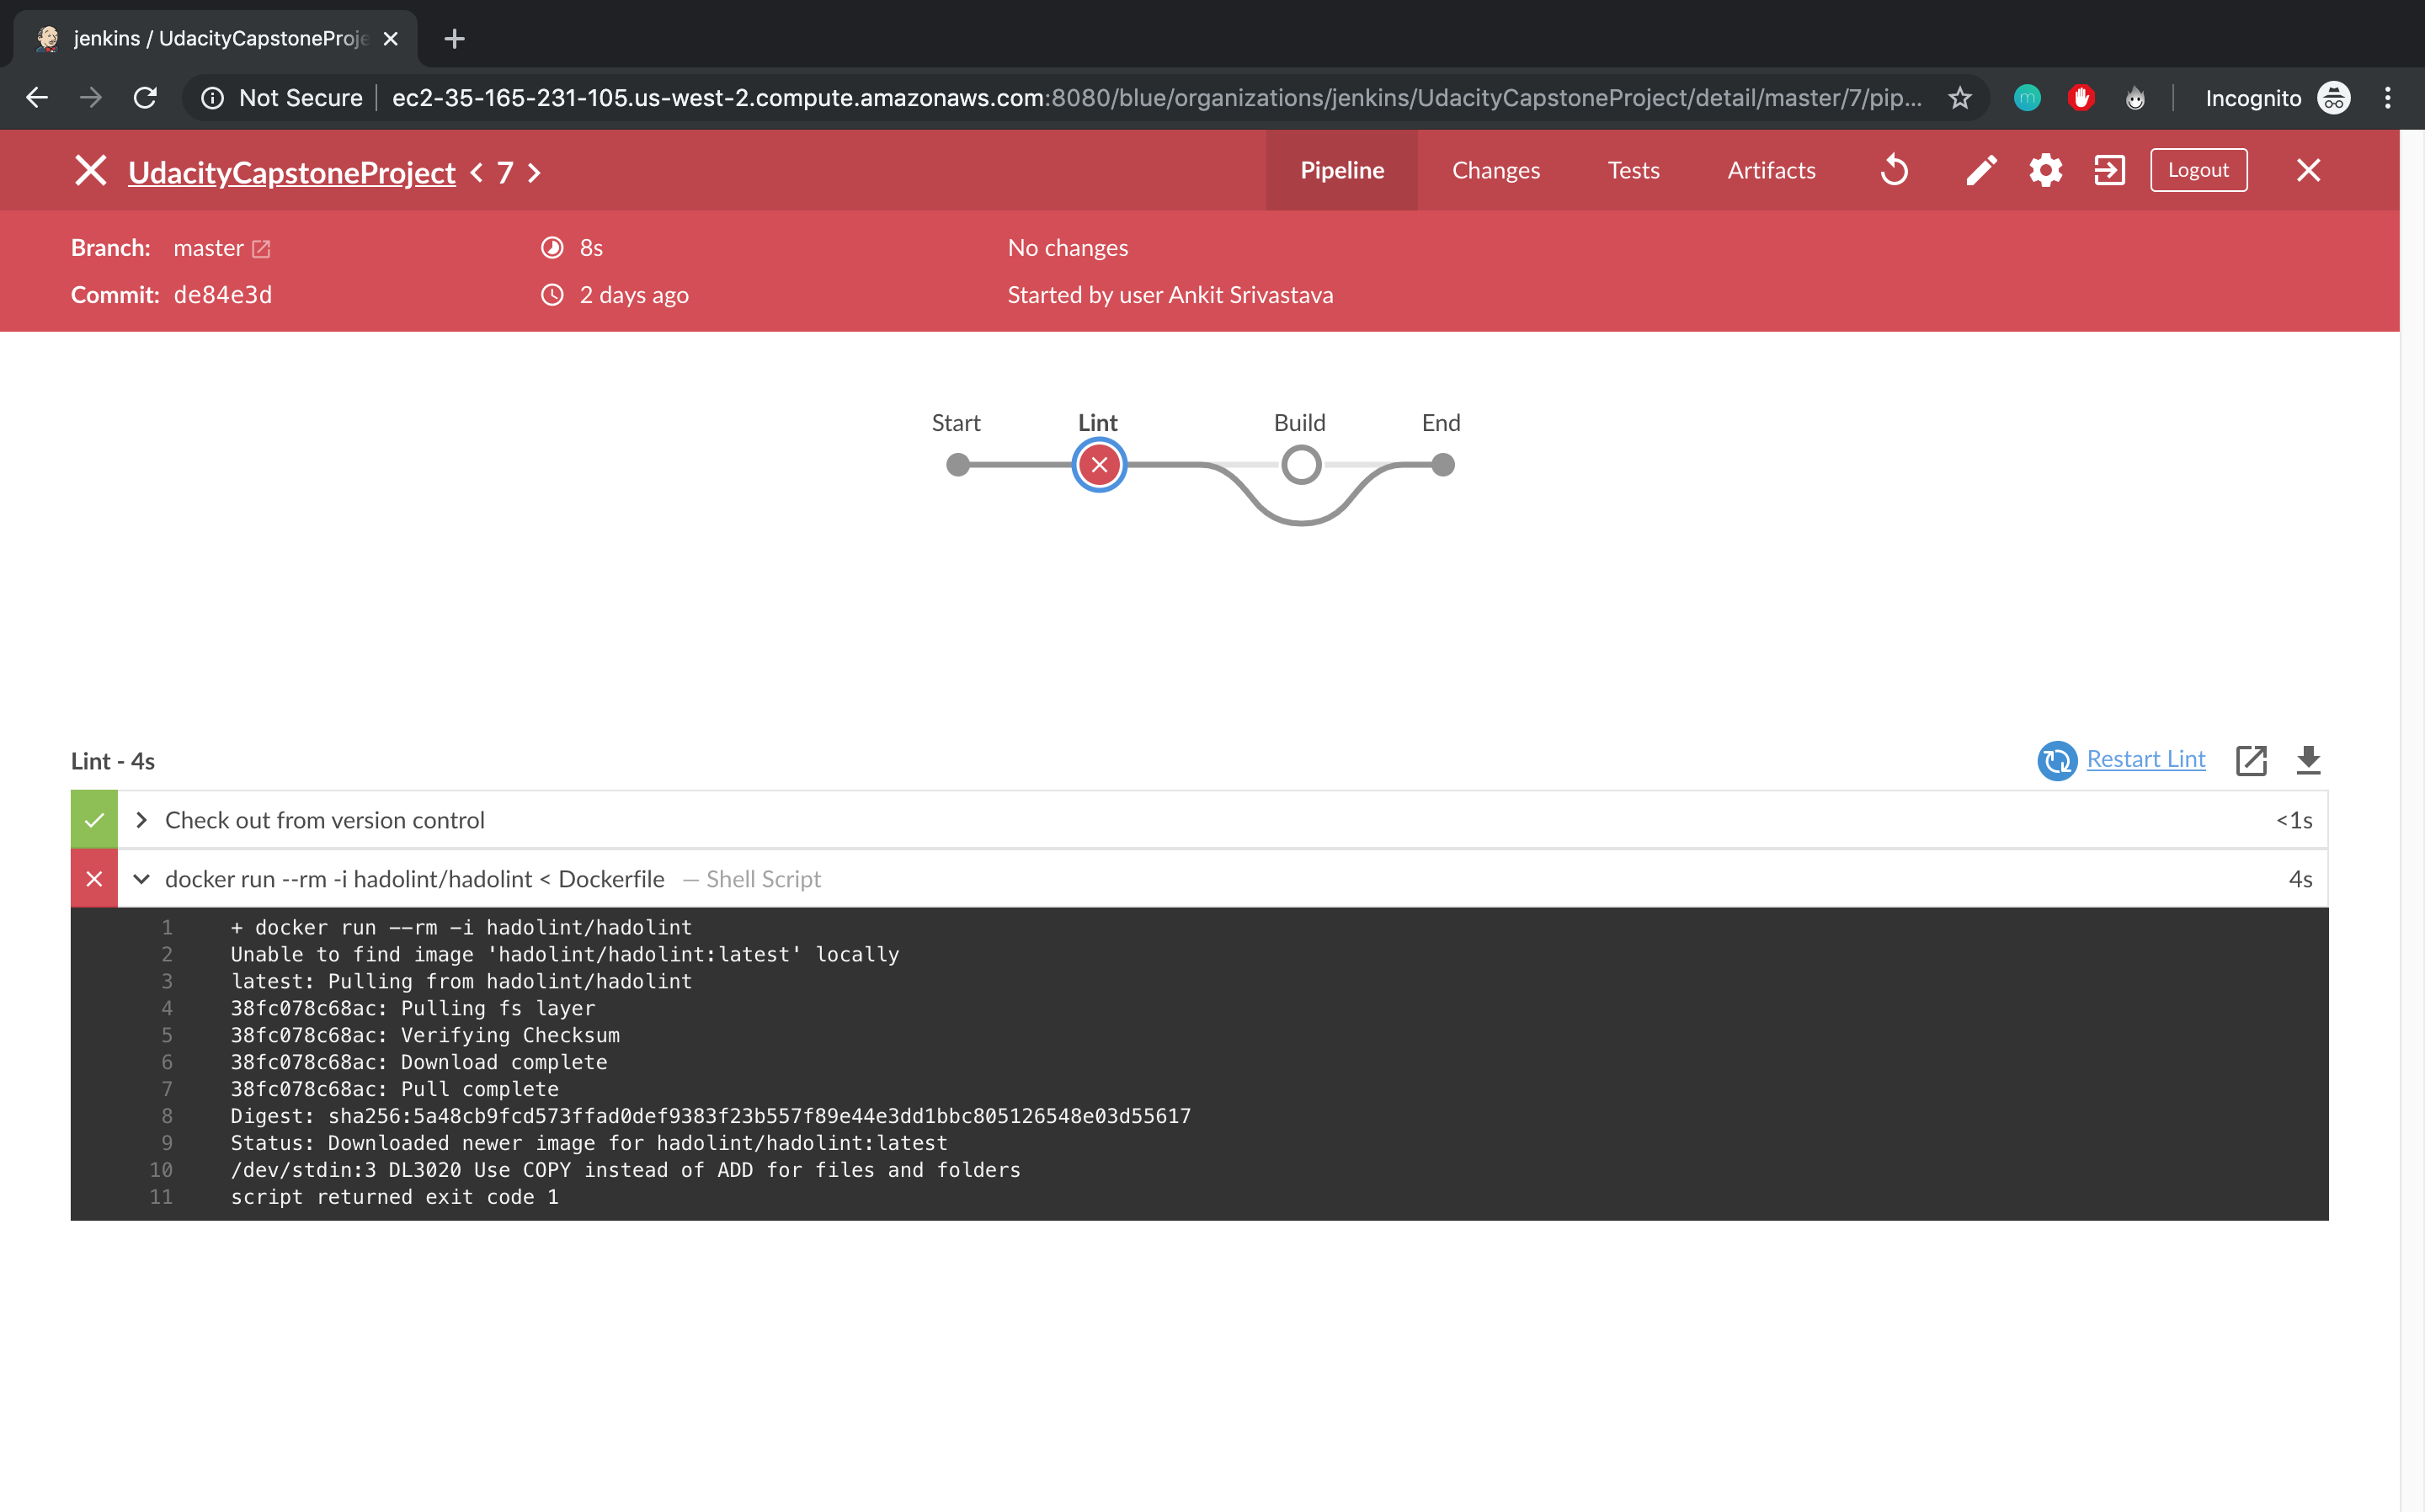 jenkins / UdacityCapstoneProje
Not Secure ec2-35-165-231-105.us-west-2.compute.amazonaws.com:8080/blue/organizations/jenkins/UdacityCapstoneProject/detail/master/7/pip... Incognito
UdacityCapstoneProject < 7 > Pipeline Changes Tests Artifacts Logout
Branch: master 8s No changes
Commit: de84e3d 2 days ago Started by user Ankit Srivastava
Start Lint Build End
Lint - 4s Restart Lint
Check out from version control <1s
docker run --rm -i hadolint/hadolint < Dockerfile — Shell Script 4s
1 + docker run --rm -i hadolint/hadolint
2 Unable to find image 'hadolint/hadolint:latest' locally
3 latest: Pulling from hadolint/hadolint
4 38fc078c68ac: Pulling fs layer
5 38fc078c68ac: Verifying Checksum
6 38fc078c68ac: Download complete
7 38fc078c68ac: Pull complete
8 Digest: sha256:5a48cb9fcd573ffad0def9383f23b557f89e44e3dd1bbc805126548e03d55617
9 Status: Downloaded newer image for hadolint/hadolint:latest
10 /dev/stdin:3 DL3020 Use COPY instead of ADD for files and folders
11 script returned exit code 1